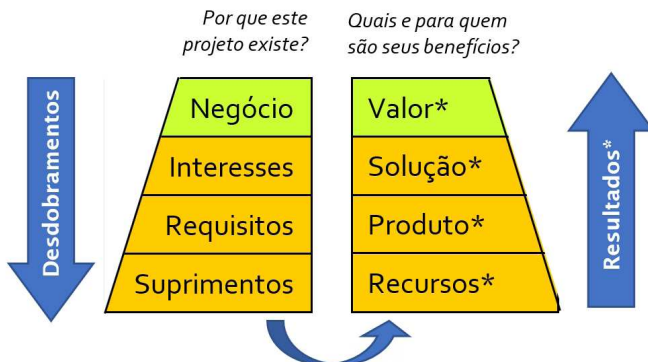 Por que este
projeto existe?
Quais e para quem
são seus benefícios?
Desdobramentos
Negócio
Interesses
Requisitos
Suprimentos
Valor*
Solução*
Produto*
Recursos*
Resultados*